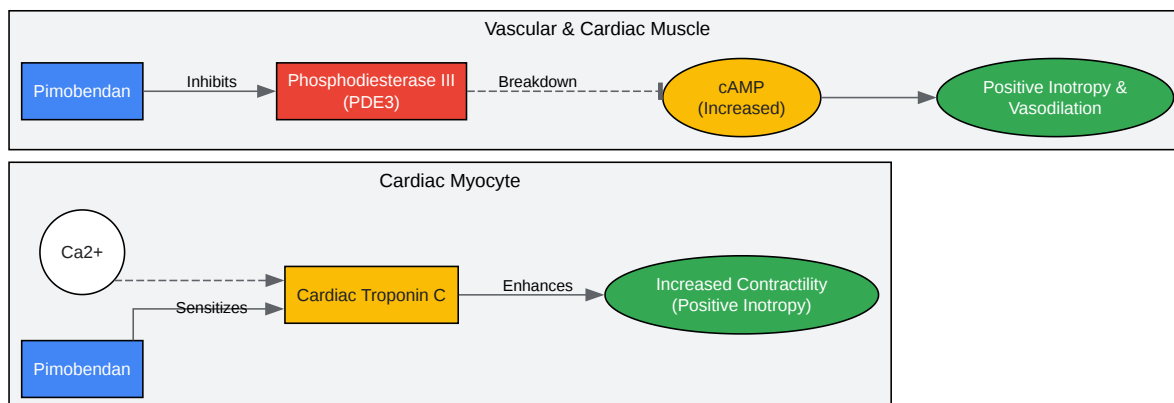 Vascular & Cardiac Muscle
Pimobendan
Inhibits
Phosphodiesterase III
(PDE3)
Breakdown
cAMP
(Increased)
Positive Inotropy &
Vasodilation
Cardiac Myocyte
Ca2+
Sensitizes
Cardiac Troponin C
Enhances
Increased Contractility
(Positive Inotropy)
Pimobendan